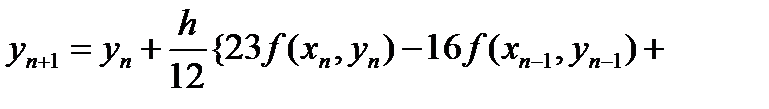 y_{n+1} = y_n + \frac{h}{12} \{23f(x_n, y_n) - 16f(x_{n-1}, y_{n-1}) +